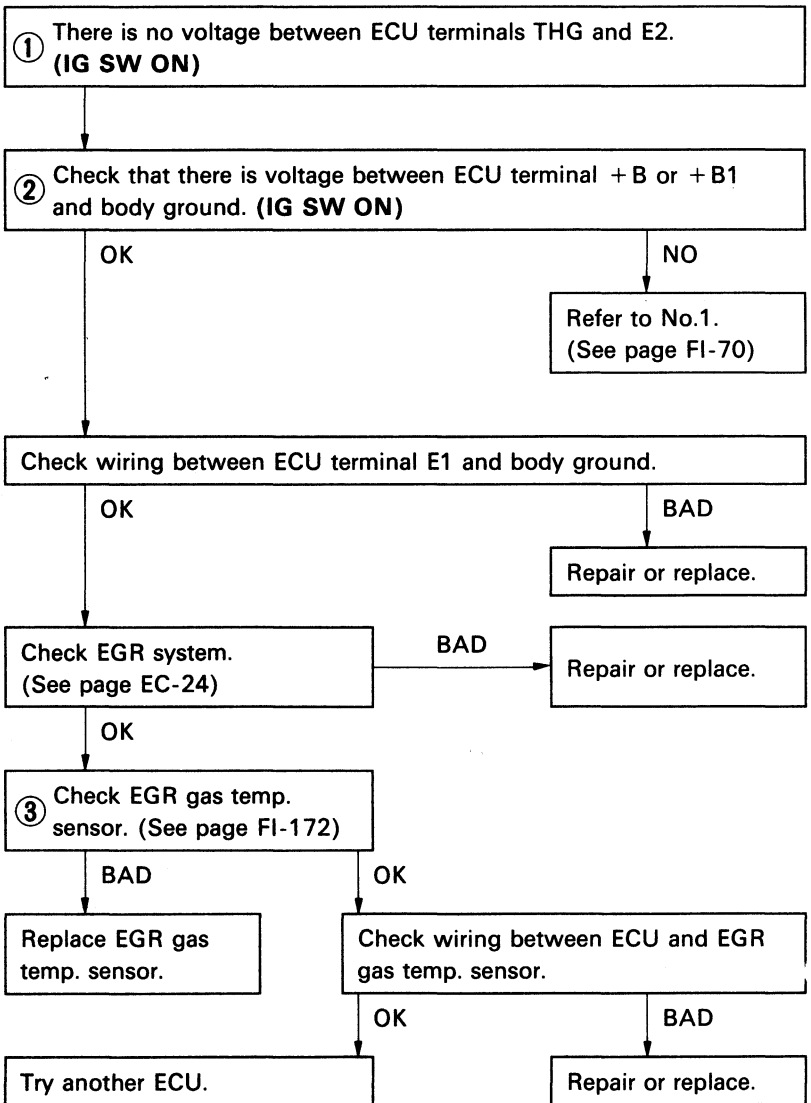 ① There is no voltage between ECU terminals THG and E2.
(IG SW ON)
② Check that there is voltage between ECU terminal +B or +B1
and body ground. (IG SW ON)
OK
NO
Refer to No.1.
(See page FI-70)
Check wiring between ECU terminal E1 and body ground.
OK
BAD
Repair or replace.
Check EGR system.
(See page EC-24)
BAD
Repair or replace.
OK
③ Check EGR gas temp.
sensor. (See page FI-172)
BAD
OK
Replace EGR gas
temp. sensor.
Check wiring between ECU and EGR
gas temp. sensor.
OK
BAD
Try another ECU.
Repair or replace.